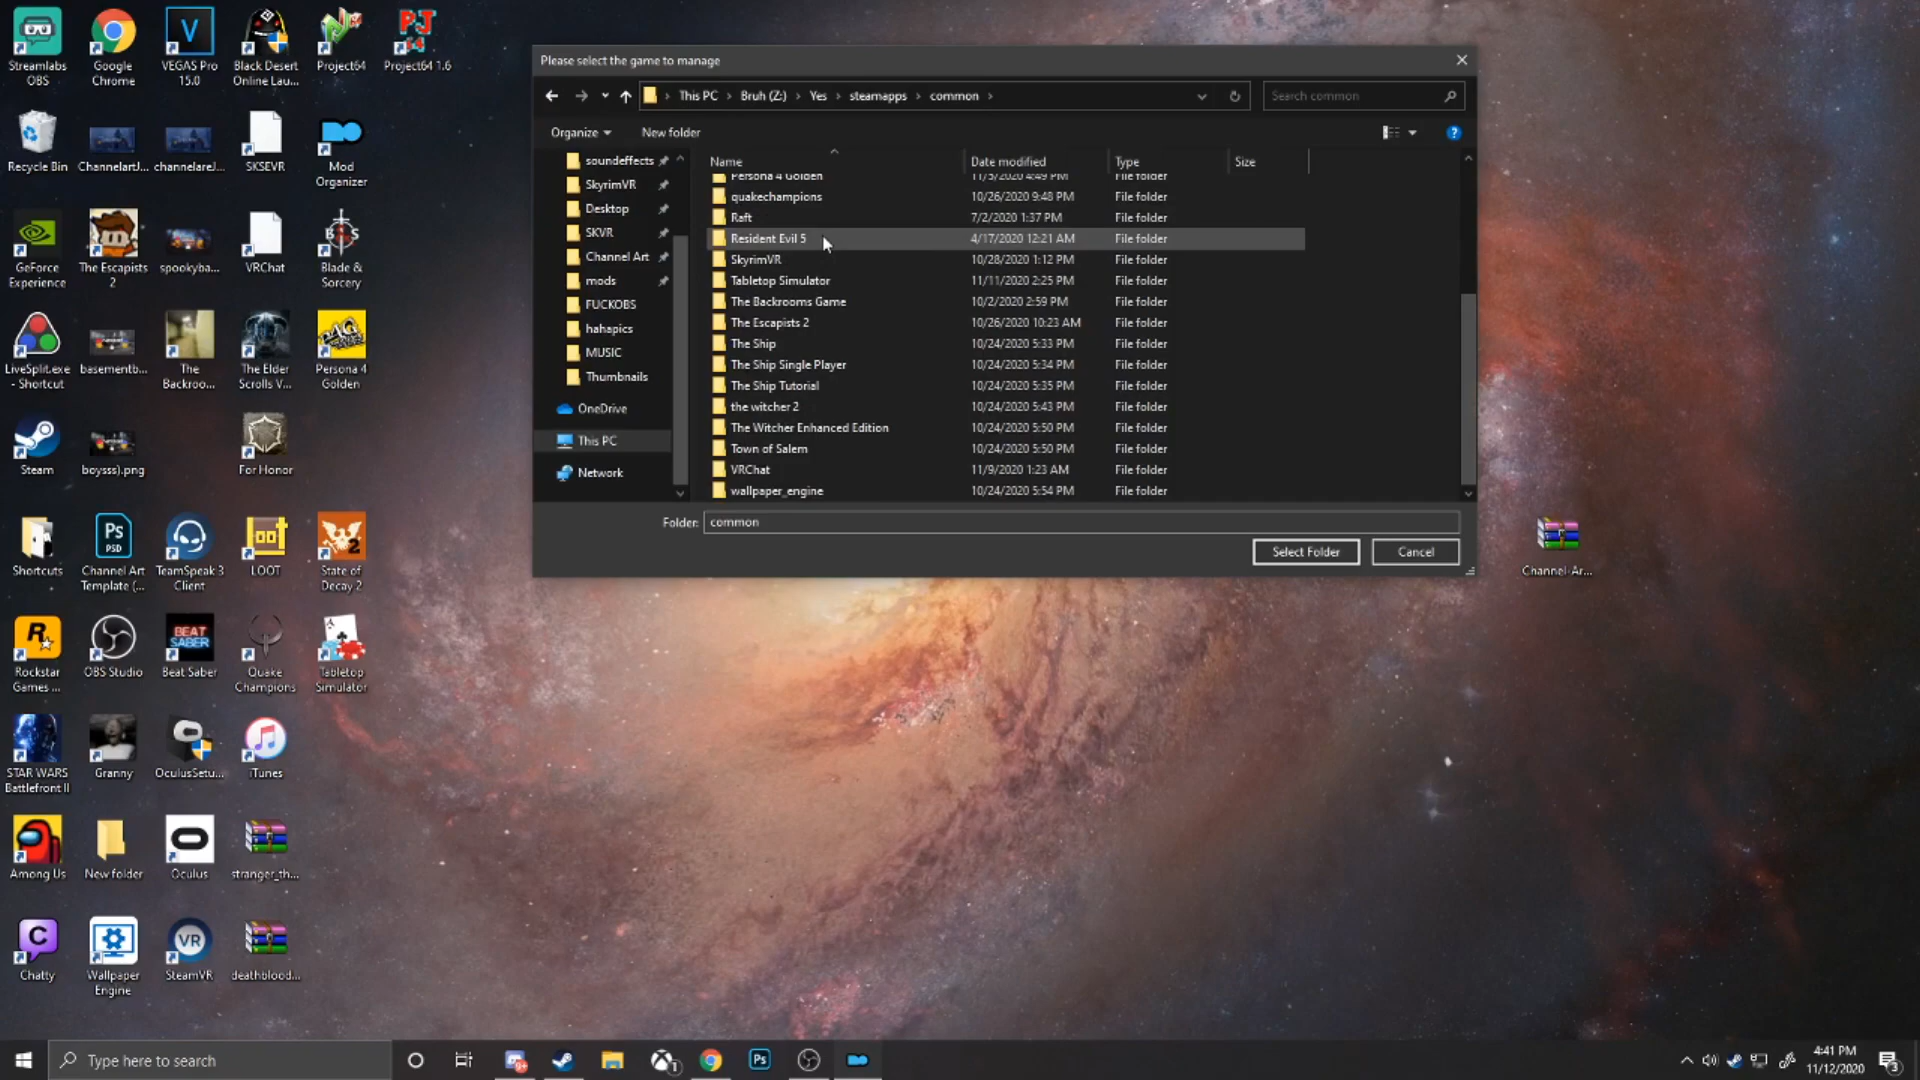 Please select the game to manage
This PC > Bruh (Z:) > Yes > steamapps > common >
Search common
Organize
New folder
soundeffects
SkyrimVR
Desktop
SKVR
Channel Art
mods
FUCKOBS
hahapics
MUSIC
Thumbnails
OneDrive
This PC
Network
Name Date modified Type Size
Persona 4 Golden 11/5/2020 4:49 PM File folder
quakechampions 10/26/2020 9:48 PM File folder
Raft 7/2/2020 1:37 PM File folder
Resident Evil 5 4/17/2020 12:21 AM File folder
SkyrimVR 10/28/2020 1:12 PM File folder
Tabletop Simulator 11/11/2020 2:25 PM File folder
The Backrooms Game 10/2/2020 2:59 PM File folder
The Escapists 2 10/26/2020 10:23 AM File folder
The Ship 10/24/2020 5:33 PM File folder
The Ship Single Player 10/24/2020 5:34 PM File folder
The Ship Tutorial 10/24/2020 5:35 PM File folder
the witcher 2 10/24/2020 5:43 PM File folder
The Witcher Enhanced Edition 10/24/2020 5:50 PM File folder
Town of Salem 10/24/2020 5:50 PM File folder
VRChat 11/9/2020 1:23 AM File folder
wallpaper_engine 10/24/2020 5:54 PM File folder
Folder: common
Select Folder
Cancel
Streamlabs
OBS
Google
Chrome
VEGAS Pro
15.0
Black Desert
Online Lau...
Project64
Project64 1.6
Recycle Bin
ChannelartJ...
channelareJ...
SKSEVR
Mod
Organizer
GeForce
Experience
The Escapists
2
spookyba...
VRChat
Blade &
Sorcery
LiveSplit.exe
- Shortcut
basementb...
The
Backroo...
The Elder
Scrolls V...
Persona 4
Golden
Steam
boysss).png
For Honor
Shortcuts
Channel Art
Template (...
TeamSpeak 3
Client
LOOT
State of
Decay 2
Rockstar
Games ...
OBS Studio
Beat Saber
Quake
Champions
Tabletop
Simulator
STAR WARS
Battlefront II
Granny
OculusSetu...
iTunes
Among Us
New folder
Oculus
stranger_th...
Chatty
Wallpaper
Engine
SteamVR
deathblood...
Channel-Ar...
Type here to search
4:41 PM
11/12/2020